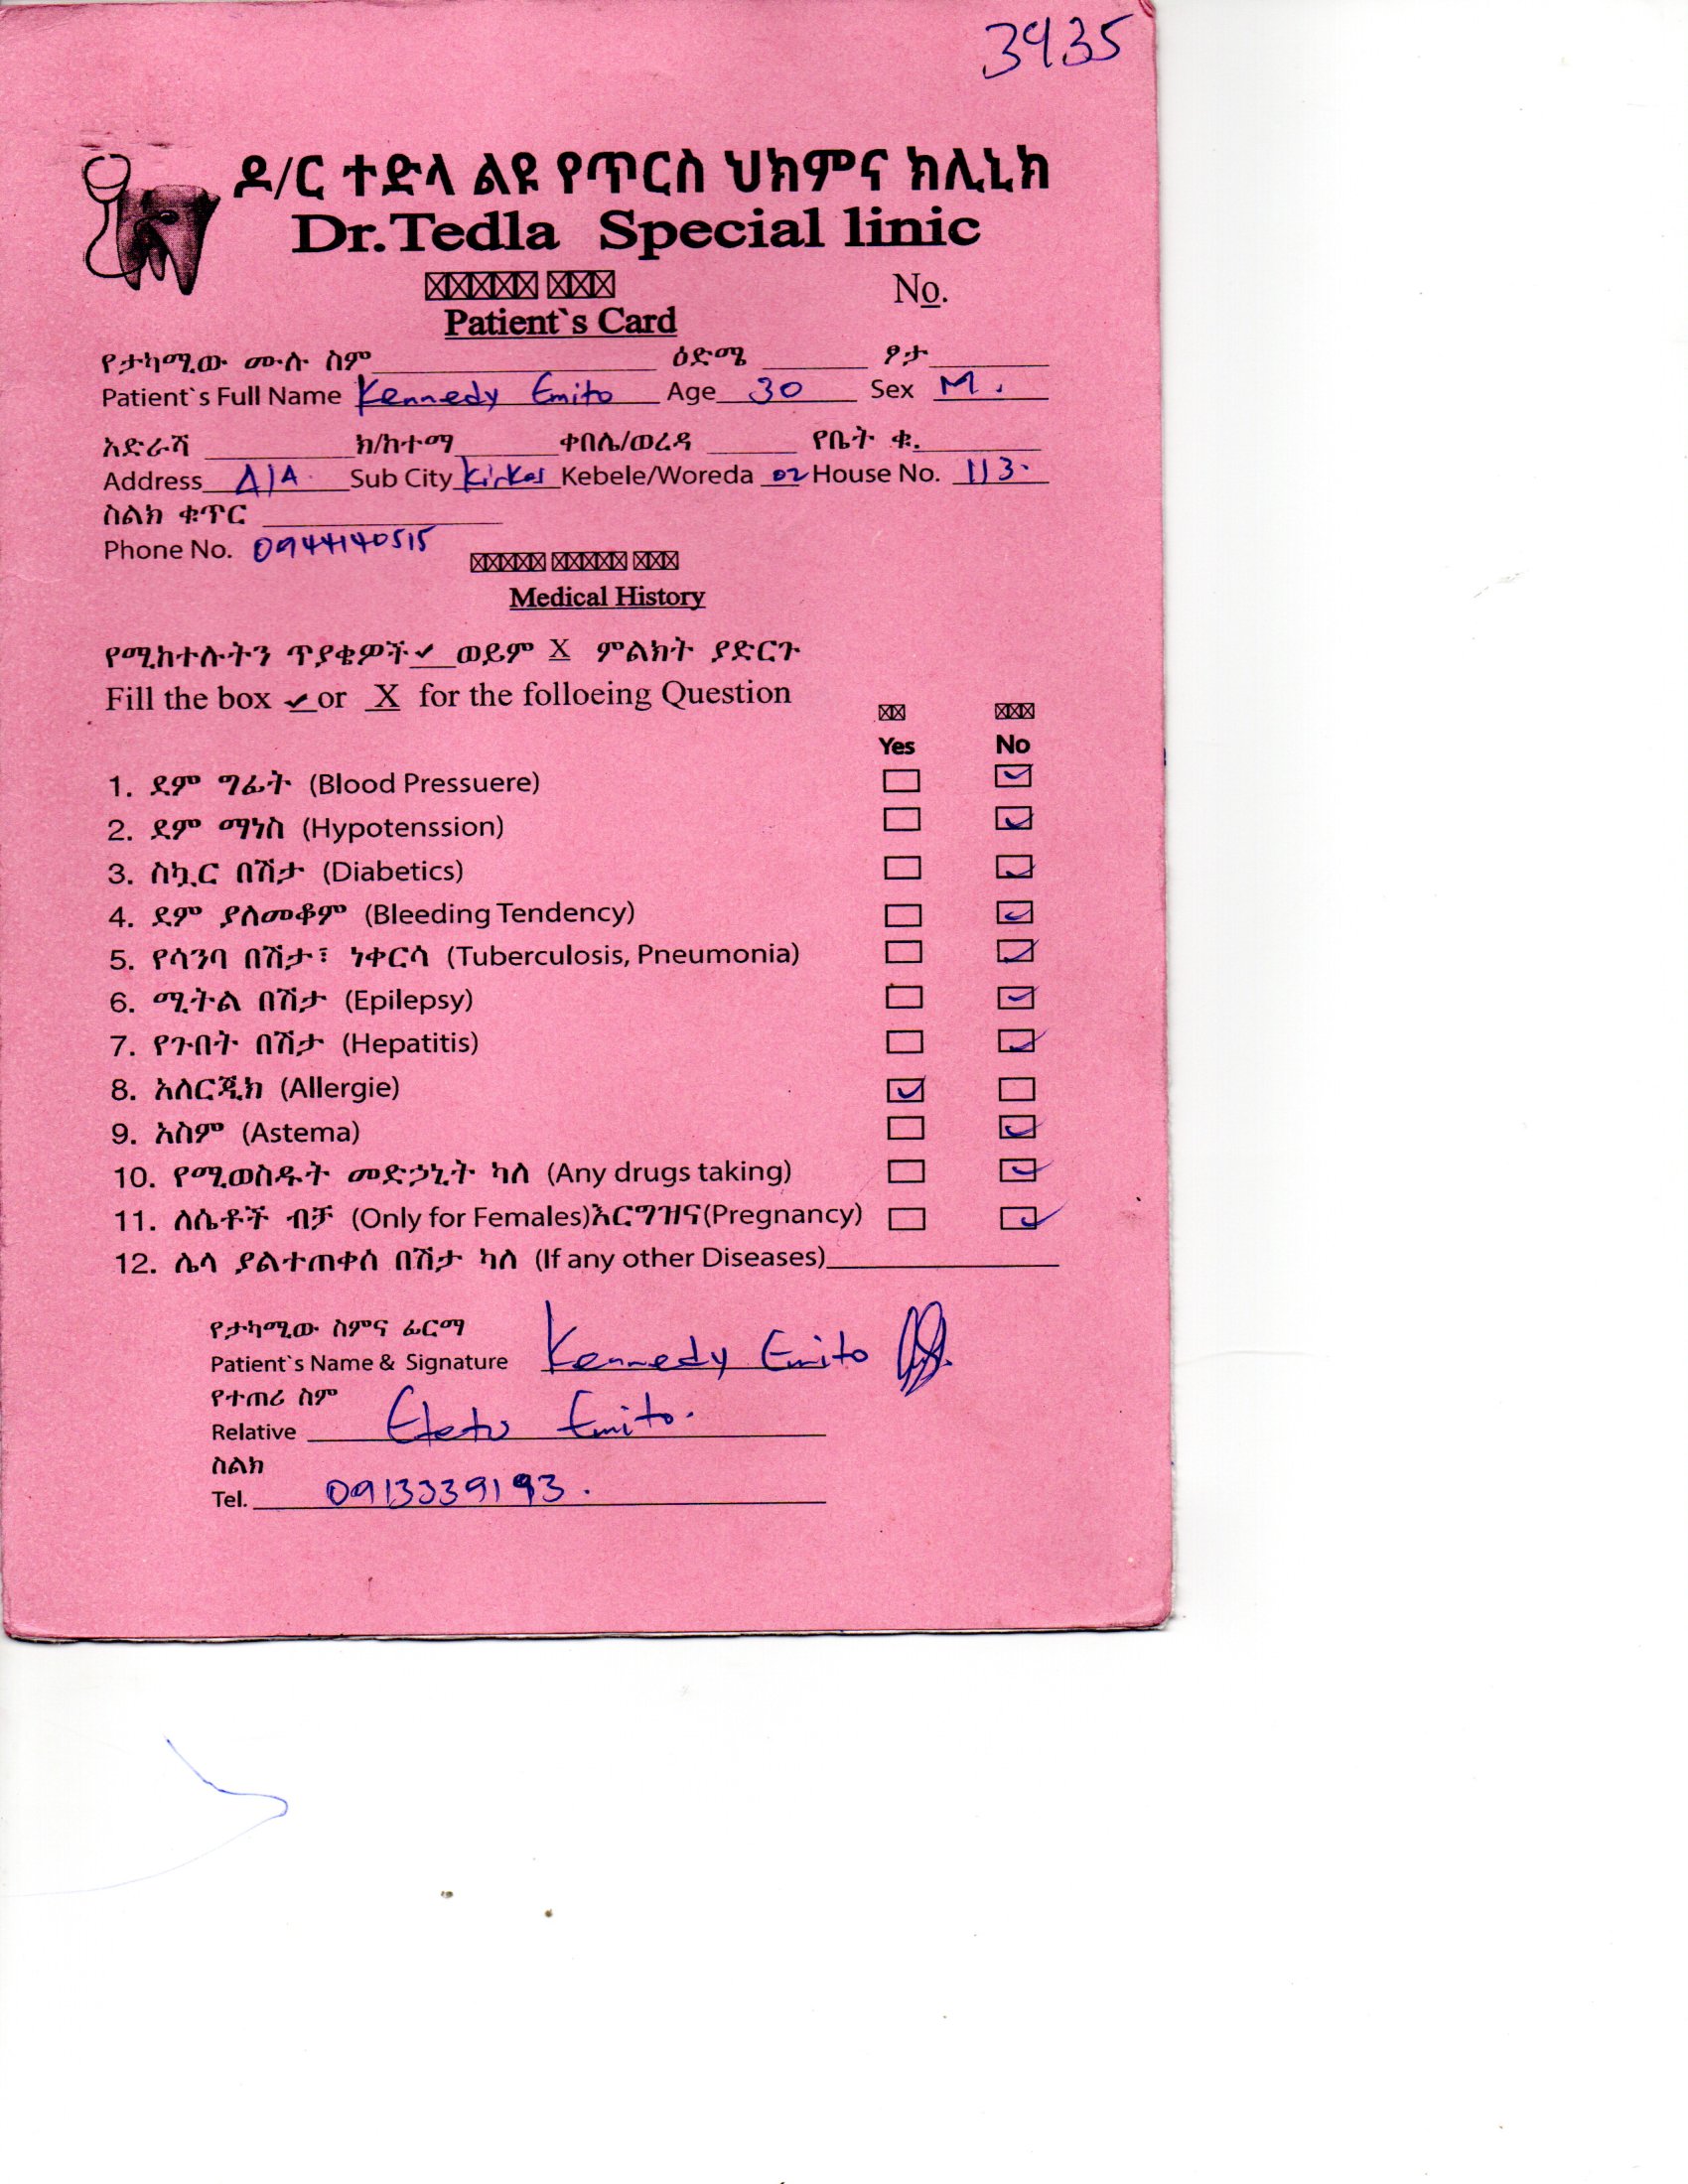 3935
ዶ/ር ተድላ ልዩ የጥርስ ህክምና ክሊኒክ
Dr.Tedla Special linic
No.
Patient`s Card
የታካሚው ሙሉ ስም ዕድሜ ፆታ
Patient`s Full Name Kennedy Emito Age 30 Sex M.
አድራሻ ክ/ከተማ ቀበሌ/ወረዳ የቤት ቁ.
Address A/A Sub City Kirkos Kebele/Woreda 02 House No. 113.
ስልክ ቁጥር
Phone No. 0944140515
Medical History
የሚከተሉትን ጥያቄዎች ✔ ወይም X ምልክት ያድርጉ
Fill the box ✔ or X for the folloeing Question
Yes No
1. ደም ግፊት (Blood Pressuere) ✓
2. ደም ማነስ (Hypotenssion) ✓
3. ስኳር በሽታ (Diabetics) ✓
4. ደም ያለመቆም (Bleeding Tendency) ✓
5. የሳንባ በሽታ፣ ነቀርሳ (Tuberculosis, Pneumonia) ✓
6. ሚትል በሽታ (Epilepsy) ✓
7. የጉበት በሽታ (Hepatitis) ✓
8. አለርጂክ (Allergie) ✓
9. አስም (Astema) ✓
10. የሚወስዱት መድኃኒት ካለ (Any drugs taking) ✓
11. ለሴቶች ብቻ (Only for Females)እርግዝና(Pregnancy) ✓
12. ሌላ ያልተጠቀሰ በሽታ ካለ (If any other Diseases)
የታካሚው ስምና ፊርማ
Patient`s Name & Signature Kennedy Emito
የተጠሪ ስም
Relative Emito.
ስልክ
Tel. 0913339193.